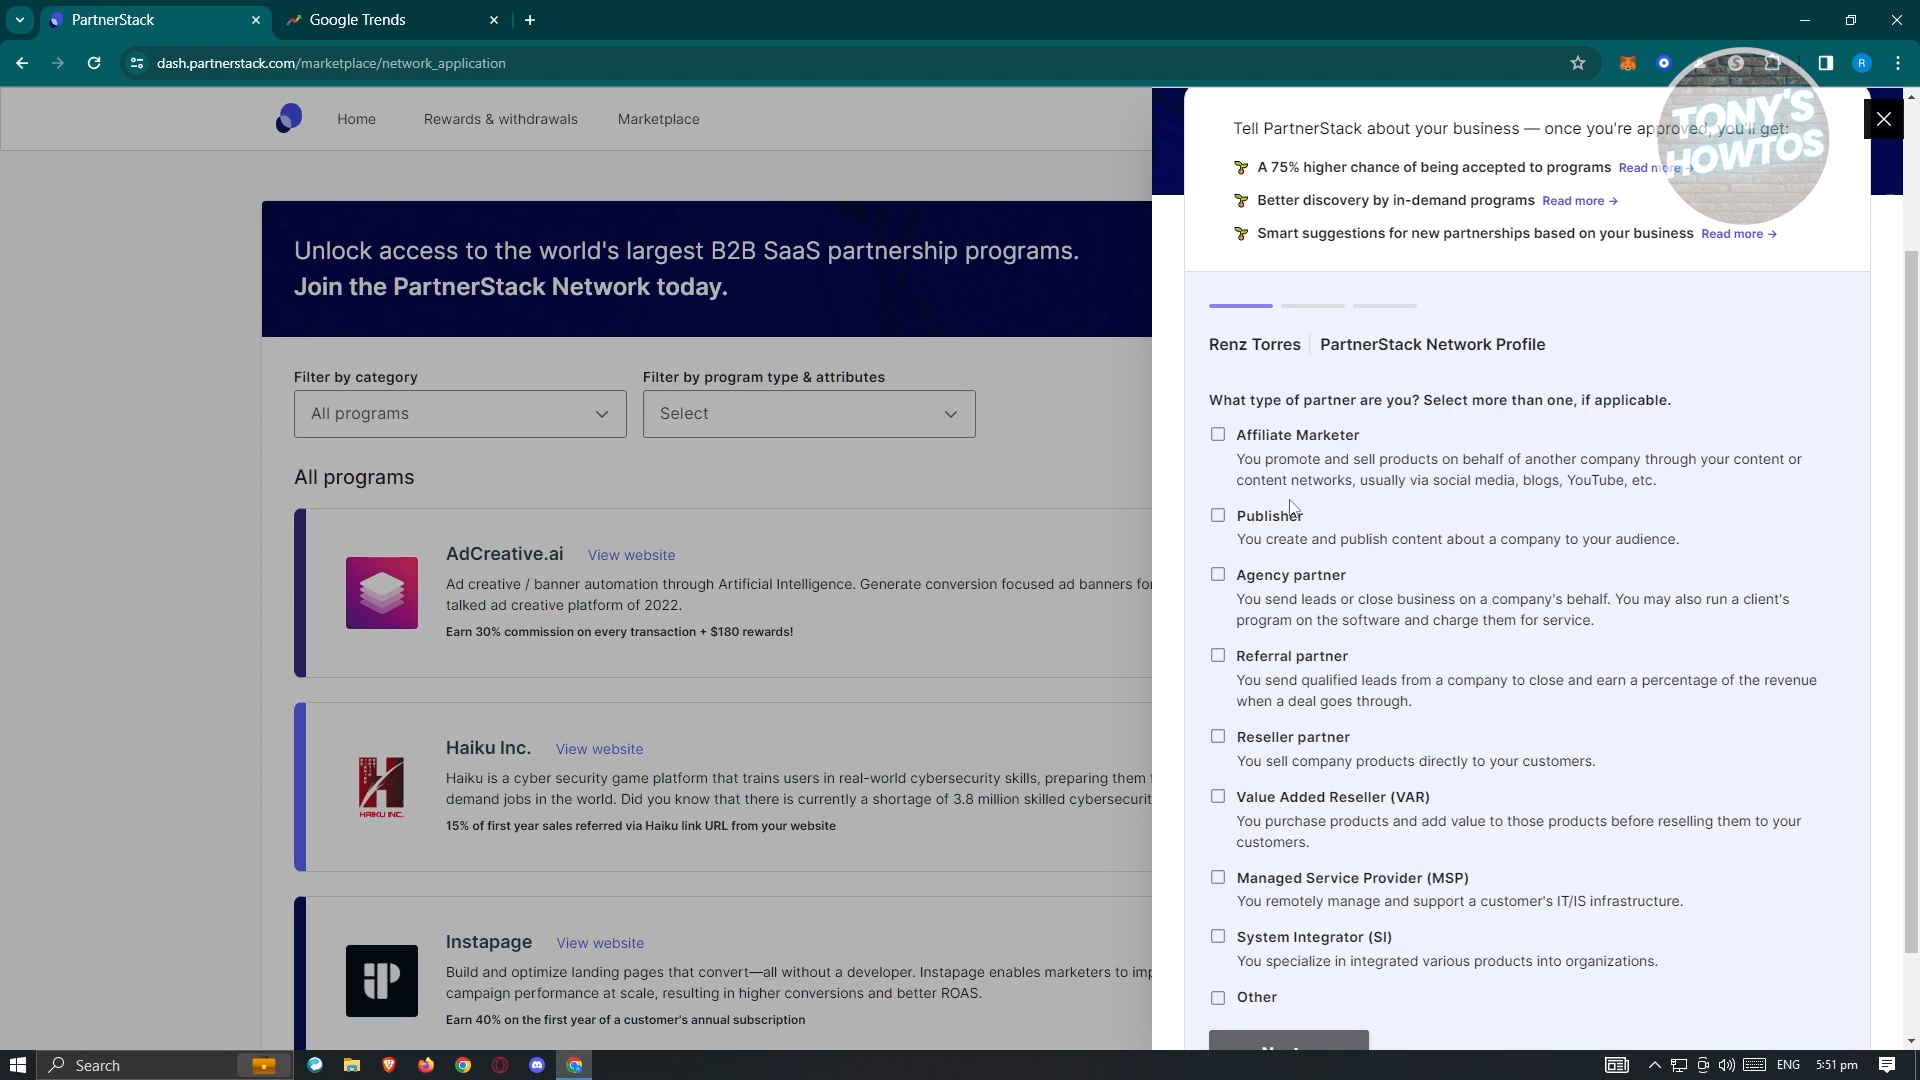 PartnerStack
Google Trends
dash.partnerstack.com/marketplace/network_application
R
Home
Rewards & withdrawals
Marketplace
Unlock access to the world's largest B2B SaaS partnership programs.
Join the PartnerStack Network today.
Filter by category
Filter by program type & attributes
All programs
Select
All programs
AdCreative.ai View website
Ad creative / banner automation through Artificial Intelligence. Generate conversion focused ad banners for
talked ad creative platform of 2022.
Earn 30% commission on every transaction + $180 rewards!
HAIKU INC.
Haiku Inc. View website
Haiku is a cyber security game platform that trains users in real-world cybersecurity skills, preparing them
demand jobs in the world. Did you know that there is currently a shortage of 3.8 million skilled cybersecurit
15% of first year sales referred via Haiku link URL from your website
Instapage View website
Build and optimize landing pages that convert—all without a developer. Instapage enables marketers to imp
campaign performance at scale, resulting in higher conversions and better ROAS.
Earn 40% on the first year of a customer's annual subscription
TONY'S
HOWTOS
Tell PartnerStack about your business — once you're approved, you'll get:
A 75% higher chance of being accepted to programs Read more →
Better discovery by in-demand programs Read more →
Smart suggestions for new partnerships based on your business Read more →
Renz Torres | PartnerStack Network Profile
What type of partner are you? Select more than one, if applicable.
Affiliate Marketer
You promote and sell products on behalf of another company through your content or
content networks, usually via social media, blogs, YouTube, etc.
Publisher
You create and publish content about a company to your audience.
Agency partner
You send leads or close business on a company's behalf. You may also run a client's
program on the software and charge them for service.
Referral partner
You send qualified leads from a company to close and earn a percentage of the revenue
when a deal goes through.
Reseller partner
You sell company products directly to your customers.
Value Added Reseller (VAR)
You purchase products and add value to those products before reselling them to your
customers.
Managed Service Provider (MSP)
You remotely manage and support a customer's IT/IS infrastructure.
System Integrator (SI)
You specialize in integrated various products into organizations.
Other
Search
ENG
5:51 pm